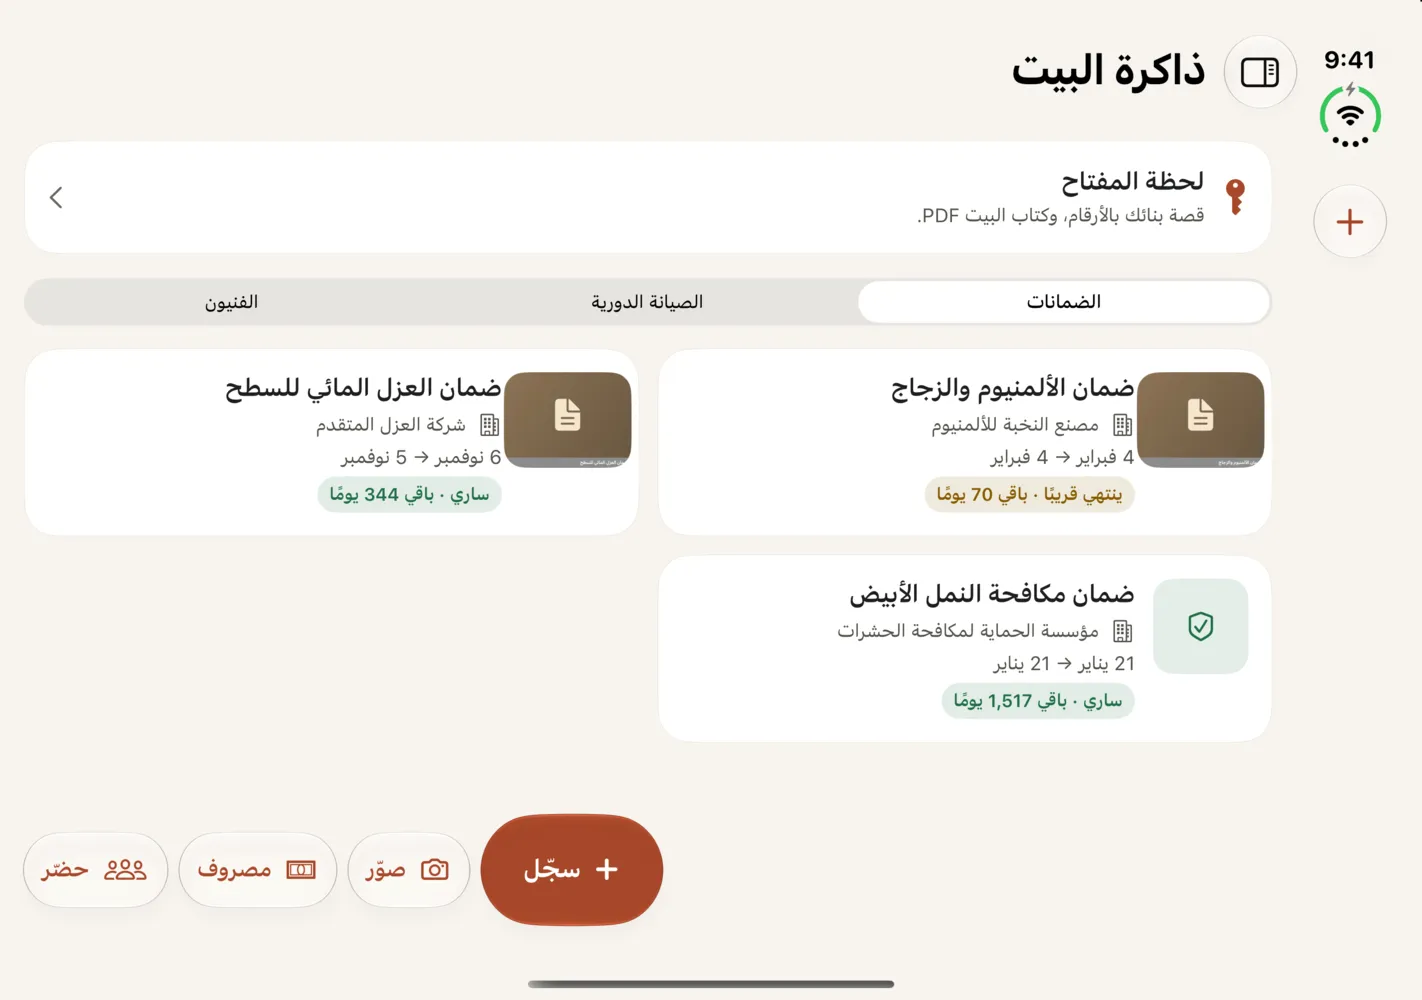 9:41
ذاكرة البيت
لحظة المفتاح
قصة بنائك بالأرقام، وكتاب البيت PDF.
الضمانات
الصيانة الدورية
الفنيون
ضمان الألمنيوم والزجاج
مصنع النخبة للألمنيوم
4 فبراير → 4 فبراير
ينتهي قريبًا · باقي 70 يومًا
ضمان العزل المائي للسطح
شركة العزل المتقدم
6 نوفمبر → 5 نوفمبر
ساري · باقي 344 يومًا
ضمان مكافحة النمل الأبيض
مؤسسة الحماية لمكافحة الحشرات
21 يناير → 21 يناير
ساري · باقي 1,517 يومًا
سجّل
صوّر
مصروف
حضّر